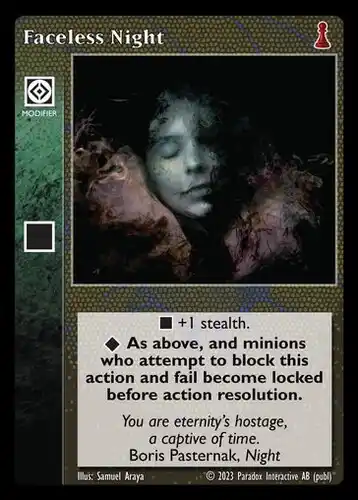 Faceless Night
MODIFIER
+1 stealth.
As above, and minions
who attempt to block this
action and fail become locked
before action resolution.
You are eternity's hostage,
a captive of time.
Boris Pasternak, Night
Illus: Samuel Araya © 2023 Paradox Interactive AB (publ)